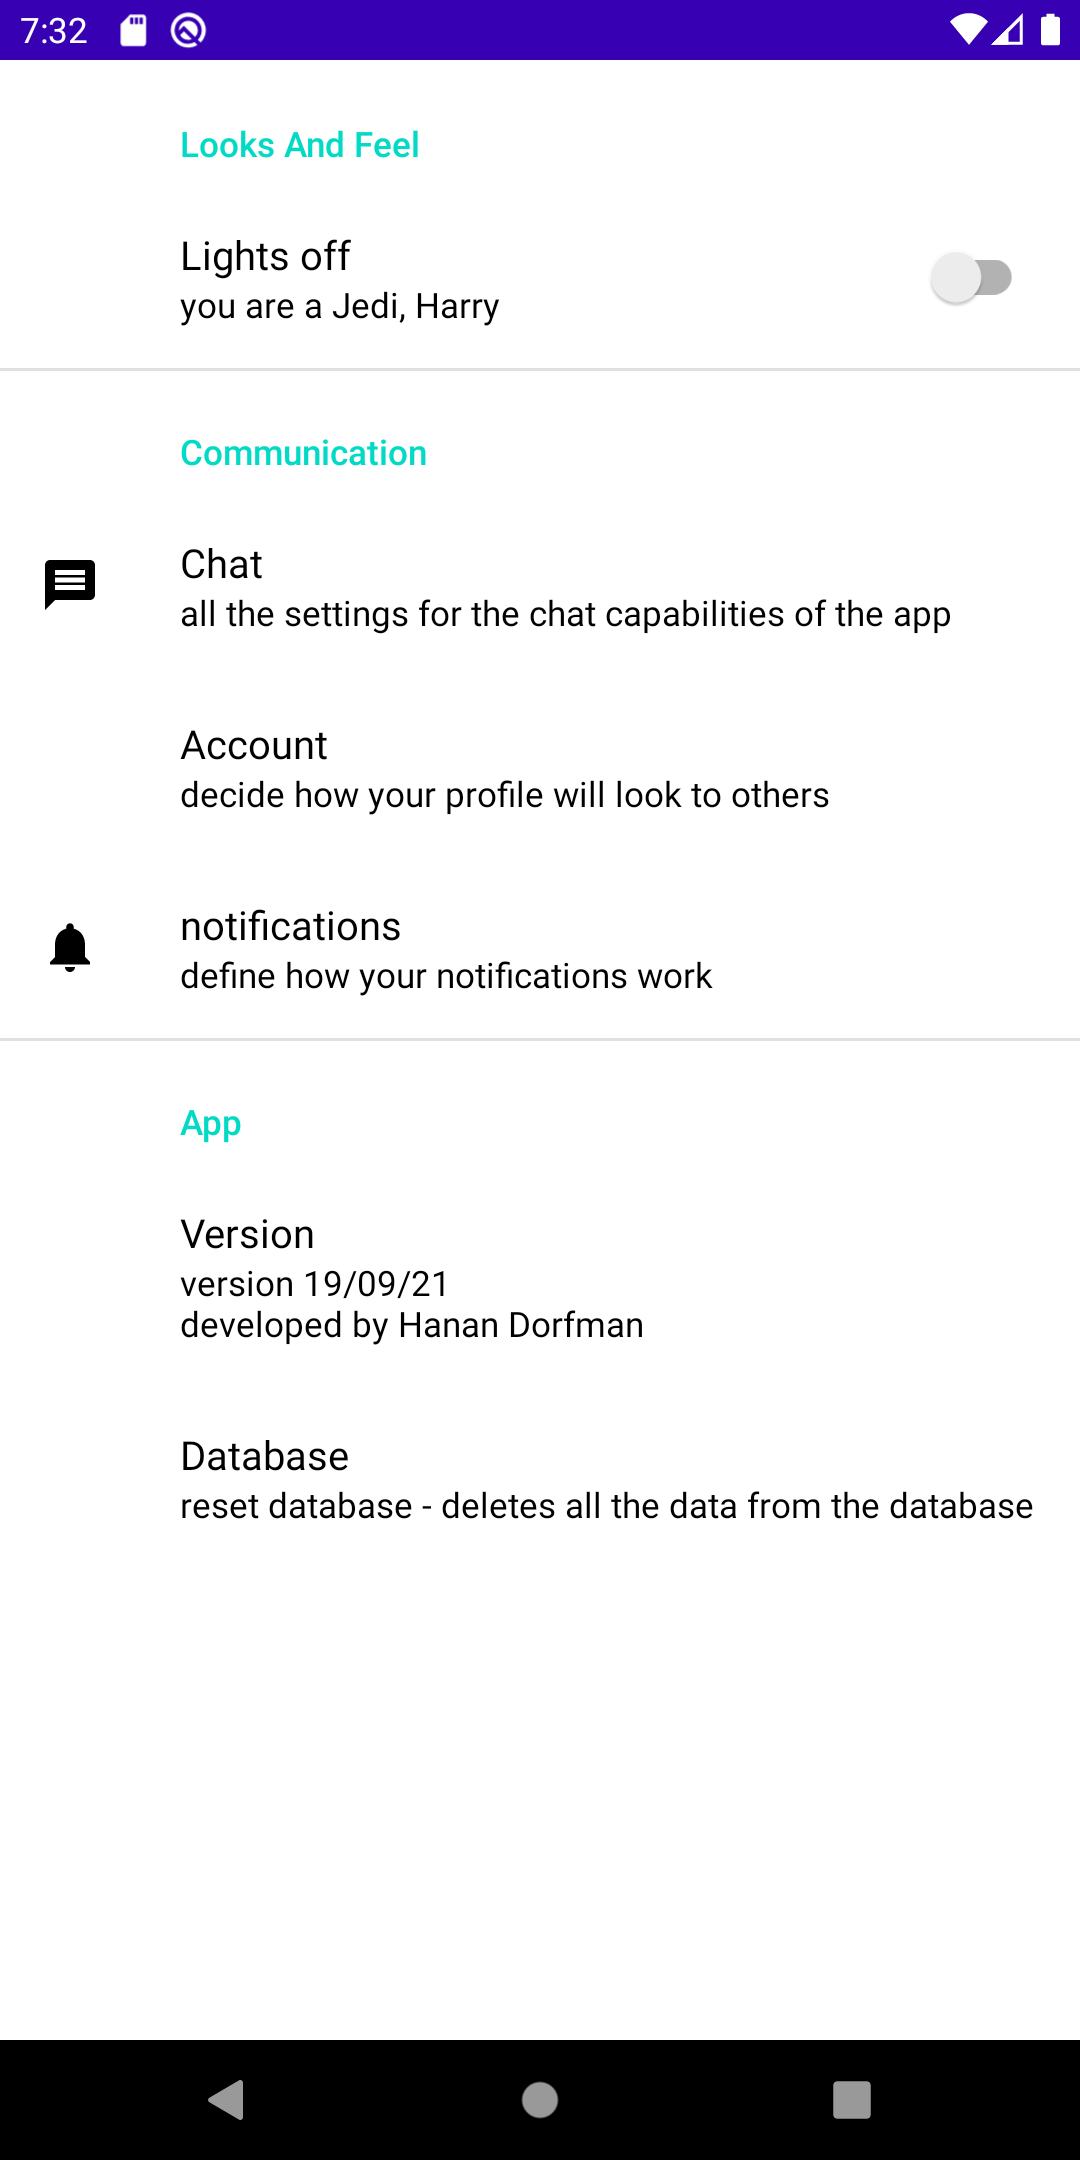 7:32
Looks And Feel
Lights off
you are a Jedi, Harry
Communication
Chat
all the settings for the chat capabilities of the app
Account
decide how your profile will look to others
notifications
define how your notifications work
App
Version
version 19/09/21
developed by Hanan Dorfman
Database
reset database - deletes all the data from the database